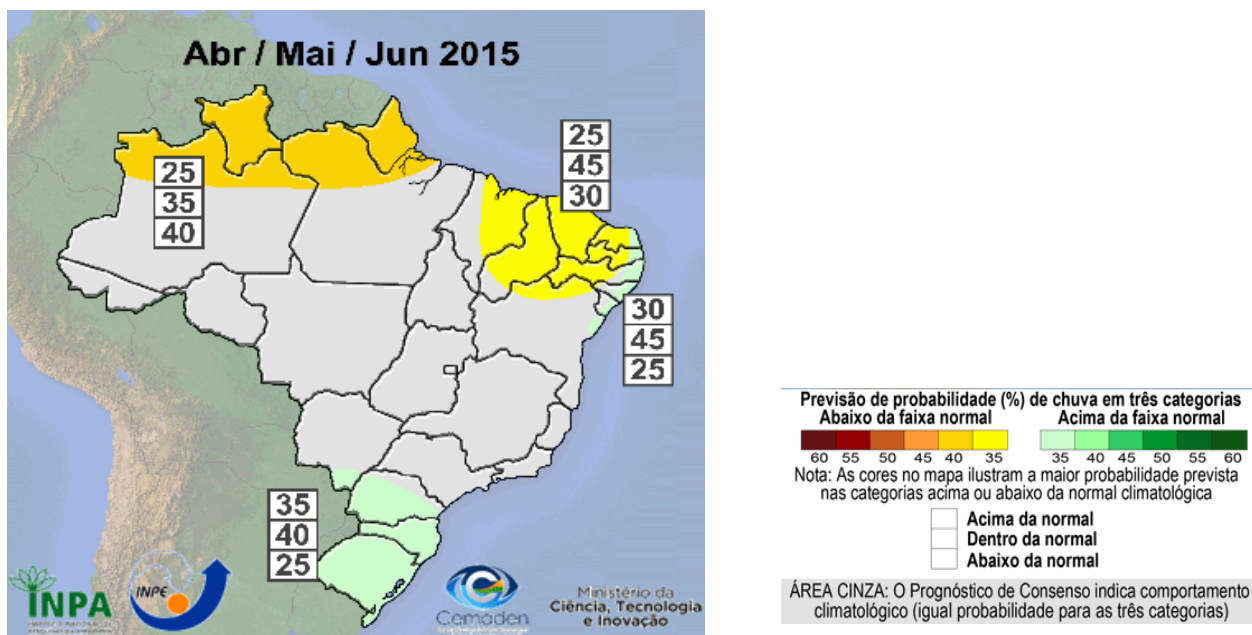 Abr / Mai / Jun 2015
25
45
30
25
35
40
30
45
25
35
40
25
INPA
INPE
Cemaden
Ministério da
Ciência, Tecnologia
e Inovação
Previsão de probabilidade (%) de chuva em três categorias
Abaixo da faixa normal Acima da faixa normal
60 55 50 45 40 35 35 40 45 50 55 60
Nota: As cores no mapa ilustram a maior probabilidade prevista
nas categorias acima ou abaixo da normal climatológica
Acima da normal
Dentro da normal
Abaixo da normal
ÁREA CINZA: O Prognóstico de Consenso indica comportamento
climatológico (igual probabilidade para as três categorias)